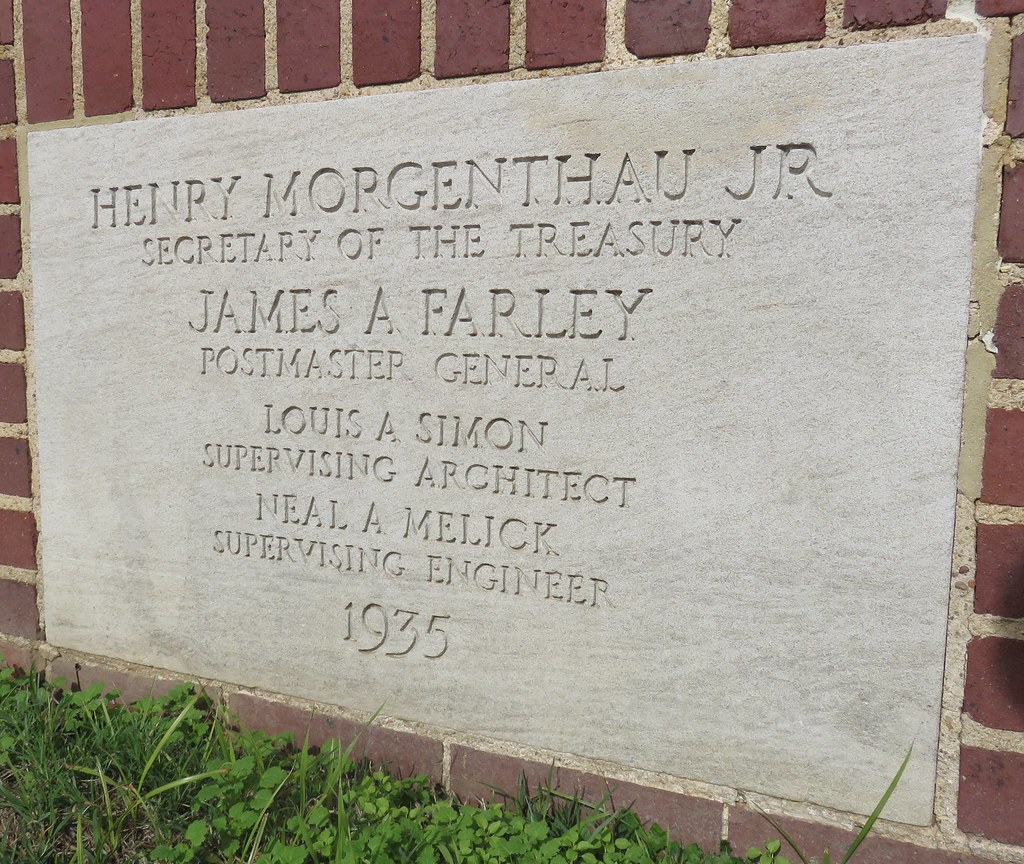 HENRY MORGENTHAU JR
SECRETARY OF THE TREASURY
JAMES A FARLEY
POSTMASTER GENERAL
LOUIS A SIMON
SUPERVISING ARCHITECT
NEAL A MELICK
SUPERVISING ENGINEER
1935